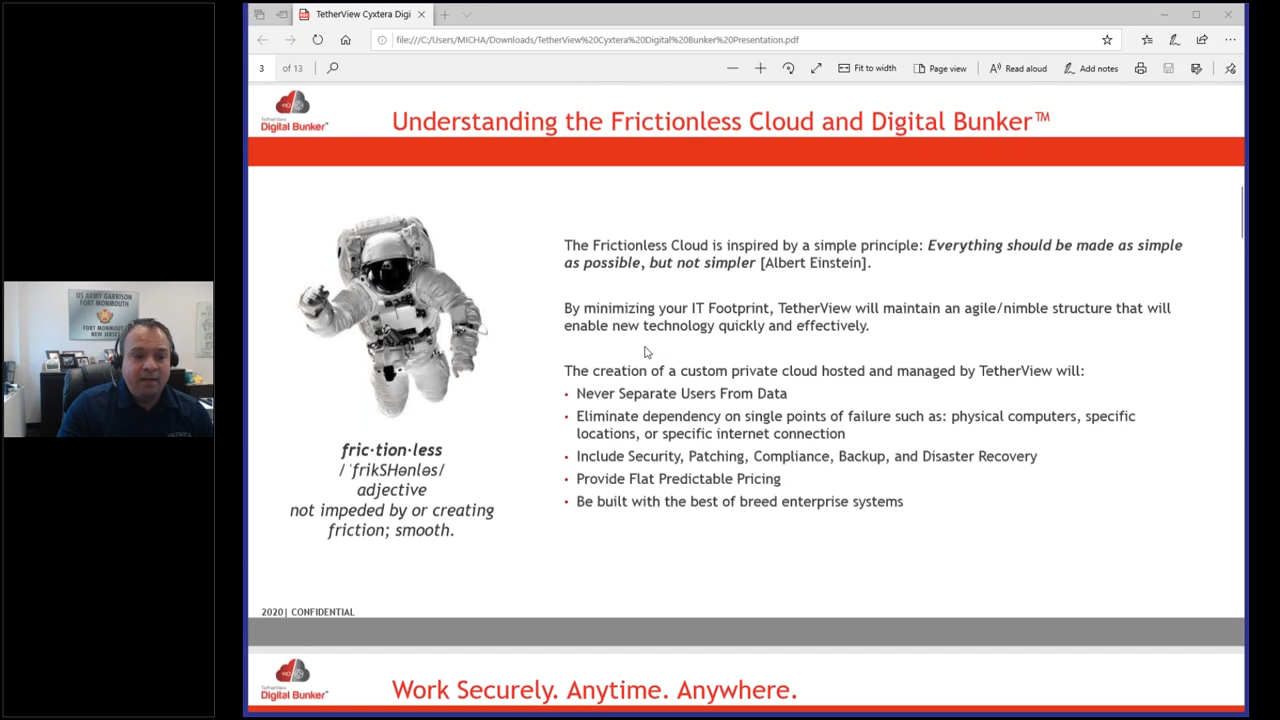 TetherView Cyxtera Digi
file:///C:/Users/MICHA/Downloads/TetherView%20Cyxtera%20Digital%20Bunker%20Presentation.pdf
3 of 13
Fit to width
Page view
Read aloud
Add notes
TetherView
Digital Bunker™
Understanding the Frictionless Cloud and Digital Bunker™
The Frictionless Cloud is inspired by a simple principle: Everything should be made as simple
as possible, but not simpler [Albert Einstein].
By minimizing your IT Footprint, TetherView will maintain an agile/nimble structure that will
enable new technology quickly and effectively.
The creation of a custom private cloud hosted and managed by TetherView will:
• Never Separate Users From Data
• Eliminate dependency on single points of failure such as: physical computers, specific
locations, or specific internet connection
• Include Security, Patching, Compliance, Backup, and Disaster Recovery
• Provide Flat Predictable Pricing
• Be built with the best of breed enterprise systems
fric·tion·less
/ˈfrikSHənləs/
adjective
not impeded by or creating
friction; smooth.
2020| CONFIDENTIAL
US ARMY GARRISON
FORT MONMOUTH
FORT MONMOUTH
NEW JERSEY
TetherView
Digital Bunker™
Work Securely. Anytime. Anywhere.